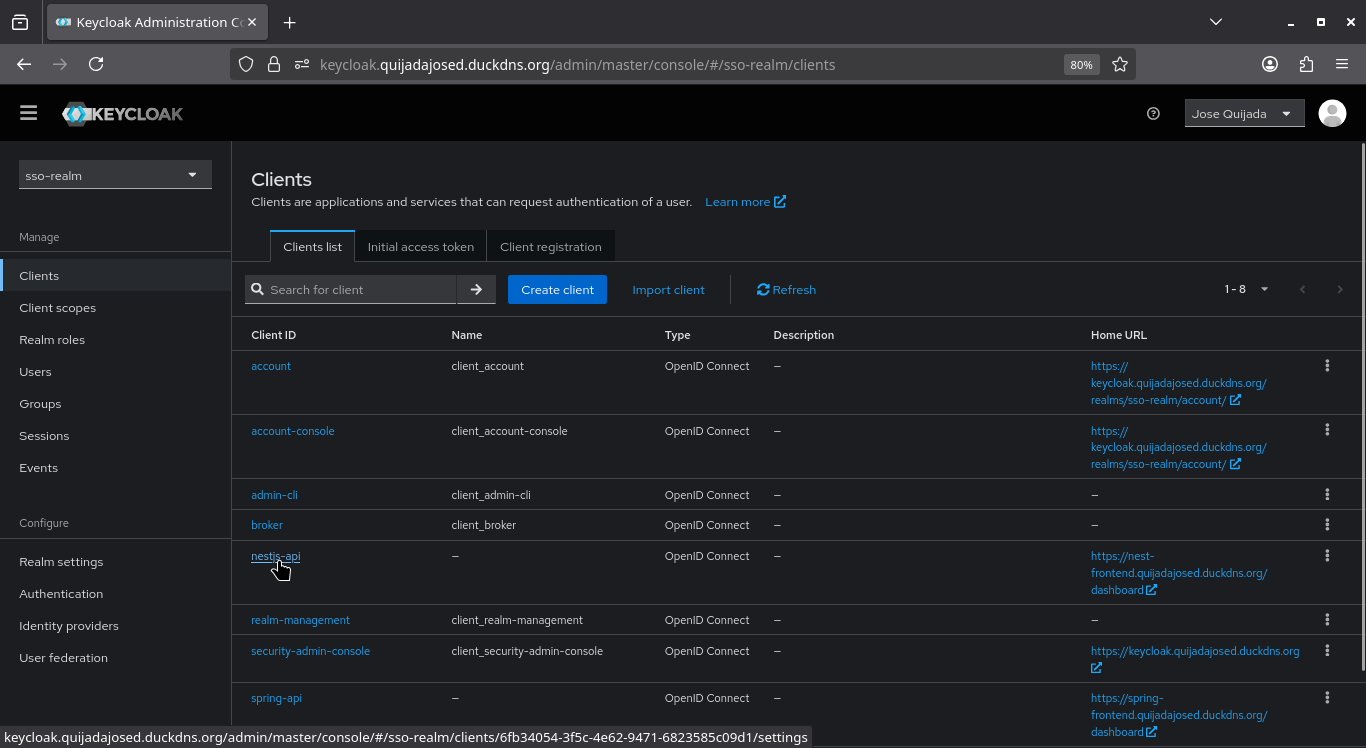 Keycloak Administration Co
keycloak.quijadajosed.duckdns.org/admin/master/console/#/sso-realm/clients
80%
KEYCLOAK
Jose Quijada
sso-realm
Manage
Clients
Client scopes
Realm roles
Users
Groups
Sessions
Events
Configure
Realm settings
Authentication
Identity providers
User federation
Clients
Clients are applications and services that can request authentication of a user. Learn more
Clients list Initial access token Client registration
Search for client Create client Import client Refresh 1 - 8
Client ID Name Type Description Home URL
account client_account OpenID Connect – https://
keycloak.quijadajosed.duckdns.org/
realms/sso-realm/account/
account-console client_account-console OpenID Connect – https://
keycloak.quijadajosed.duckdns.org/
realms/sso-realm/account/
admin-cli client_admin-cli OpenID Connect – –
broker client_broker OpenID Connect – –
nestjs-api – OpenID Connect – https://nest-
frontend.quijadajosed.duckdns.org/
dashboard
realm-management client_realm-management OpenID Connect – –
security-admin-console client_security-admin-console OpenID Connect – https://keycloak.quijadajosed.duckdns.org
spring-api – OpenID Connect – https://spring-
frontend.quijadajosed.duckdns.org/
dashboard
keycloak.quijadajosed.duckdns.org/admin/master/console/#/sso-realm/clients/6fb34054-3f5c-4e62-9471-6823585c09d1/settings